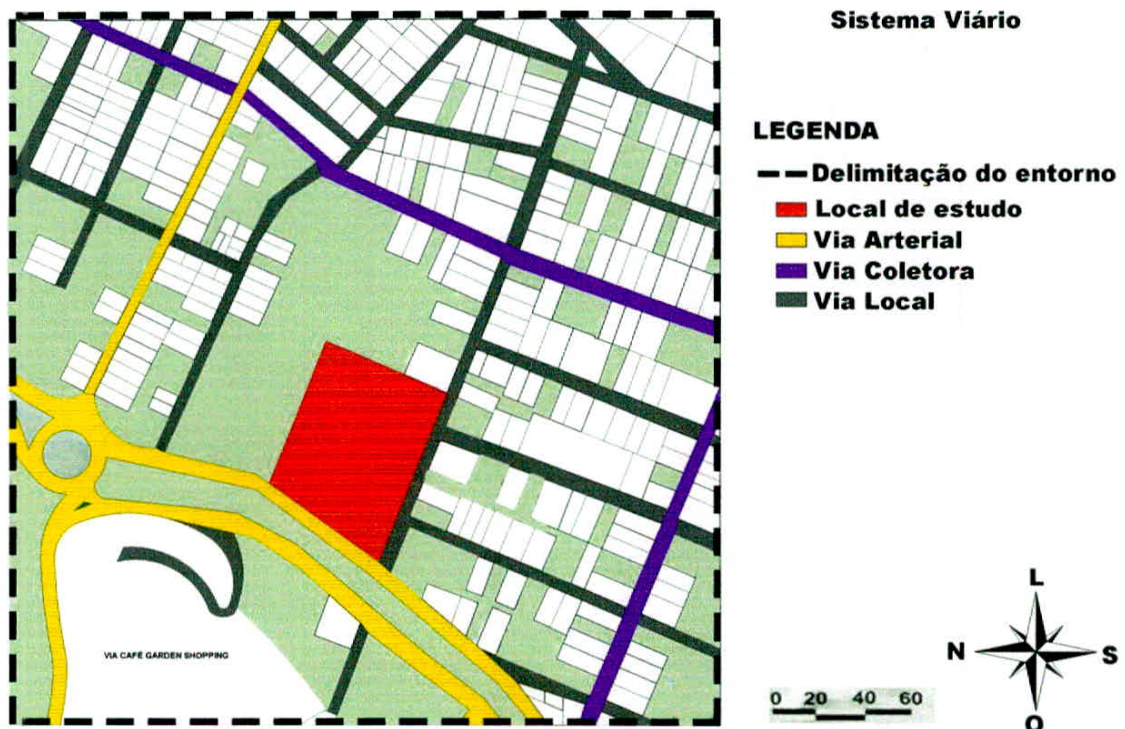 Sistema Viário
LEGENDA
Delimitação do entorno
Local de estudo
Via Arterial
Via Coletora
Via Local
VIA CAFÉ GARDEN SHOPPING
L
N S
O
0 20 40 60